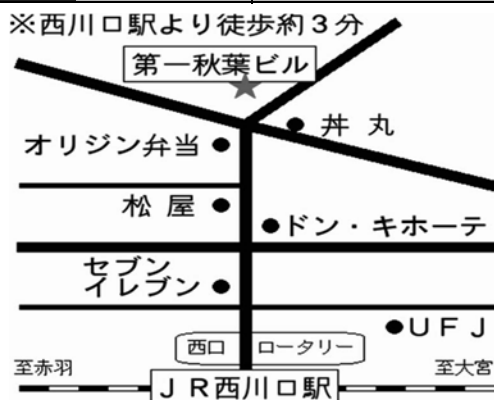 ※西川口駅より徒歩約3分
第一秋葉ビル
丼丸
オリジン弁当
松屋
ドン・キホーテ
セブン
イレブン
UFJ
西口 ロータリー
至赤羽 至大宮
JR西川口駅